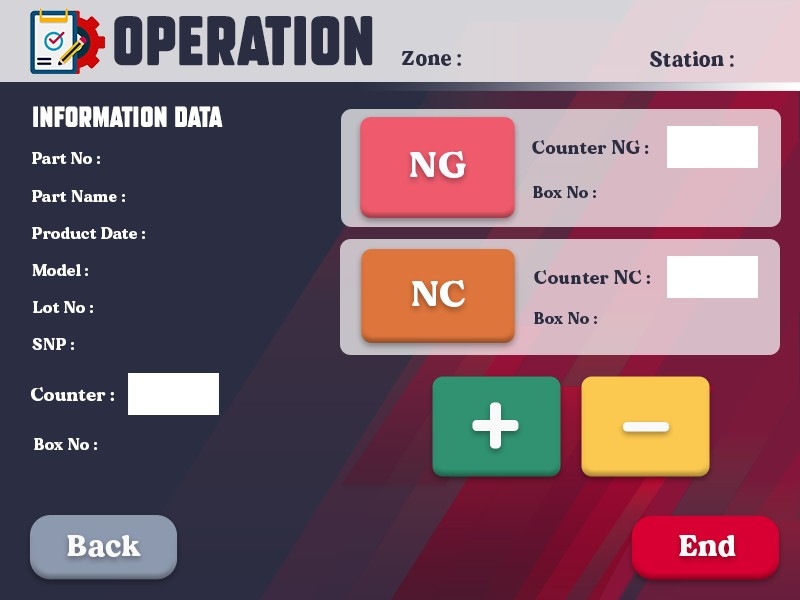 OPERATION
Zone :
Station :
INFORMATION DATA
Part No :
Part Name :
Product Date :
Model :
Lot No :
SNP :
Counter :
Box No :
NG
Counter NG :
Box No :
NC
Counter NC :
Box No :
+
−
Back
End